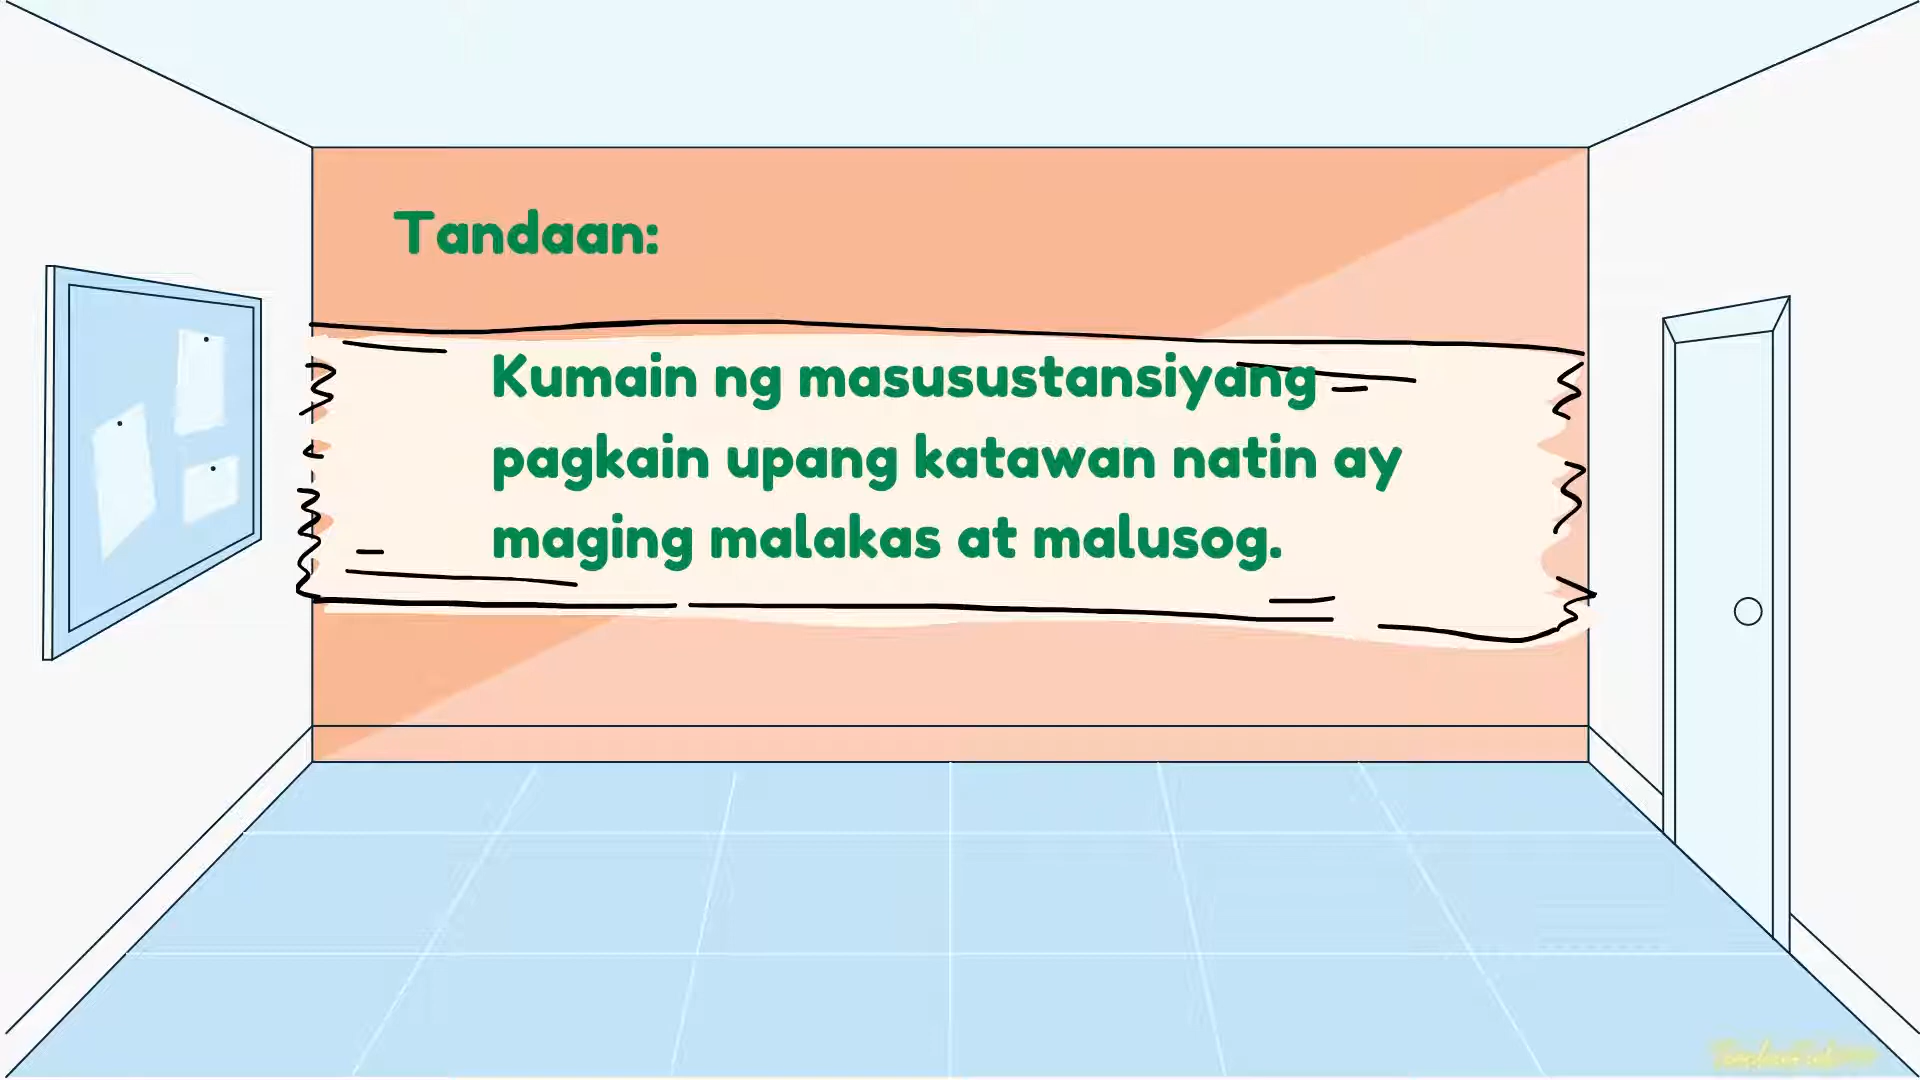 Tandaan:
Kumain ng masusustansiyang
pagkain upang katawan natin ay
maging malakas at malusog.